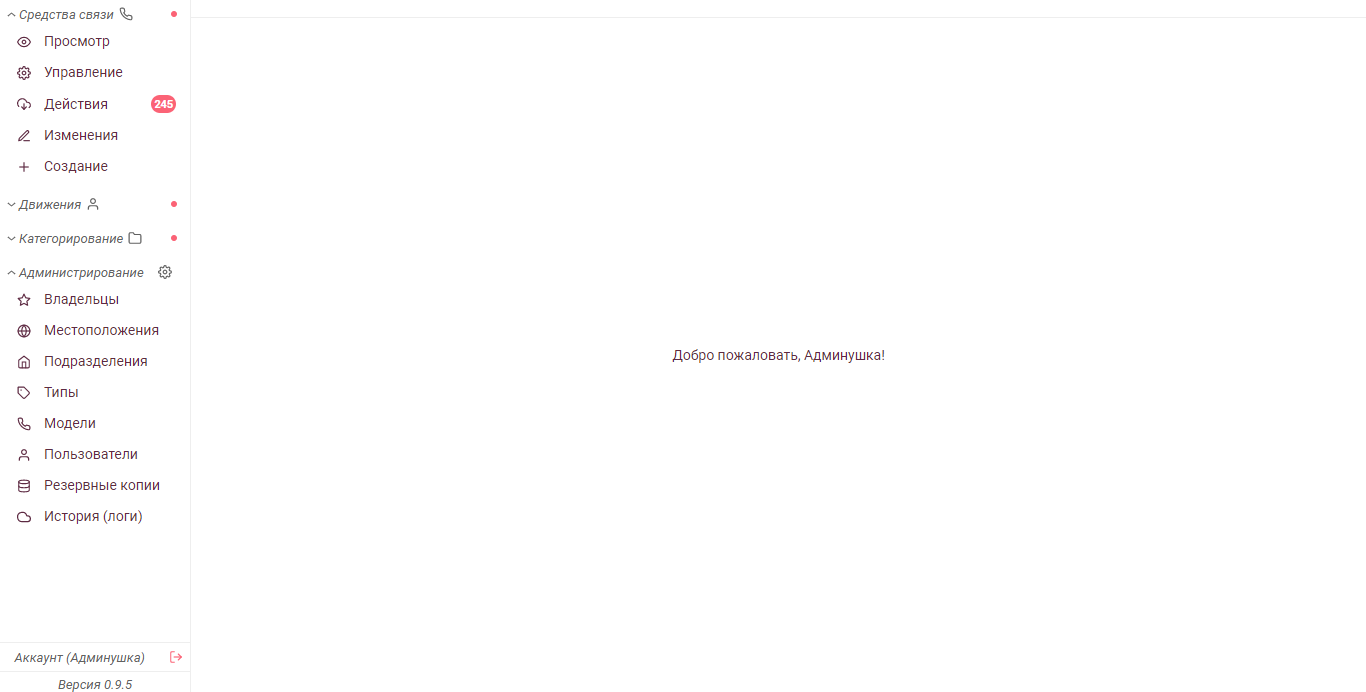 Средства связи
Просмотр
Управление
Действия 245
Изменения
Создание
Движения
Категорирование
Администрирование
Владельцы
Местоположения
Подразделения
Типы
Модели
Пользователи
Резервные копии
История (логи)
Аккаунт (Админушка)
Версия 0.9.5
Добро пожаловать, Админушка!